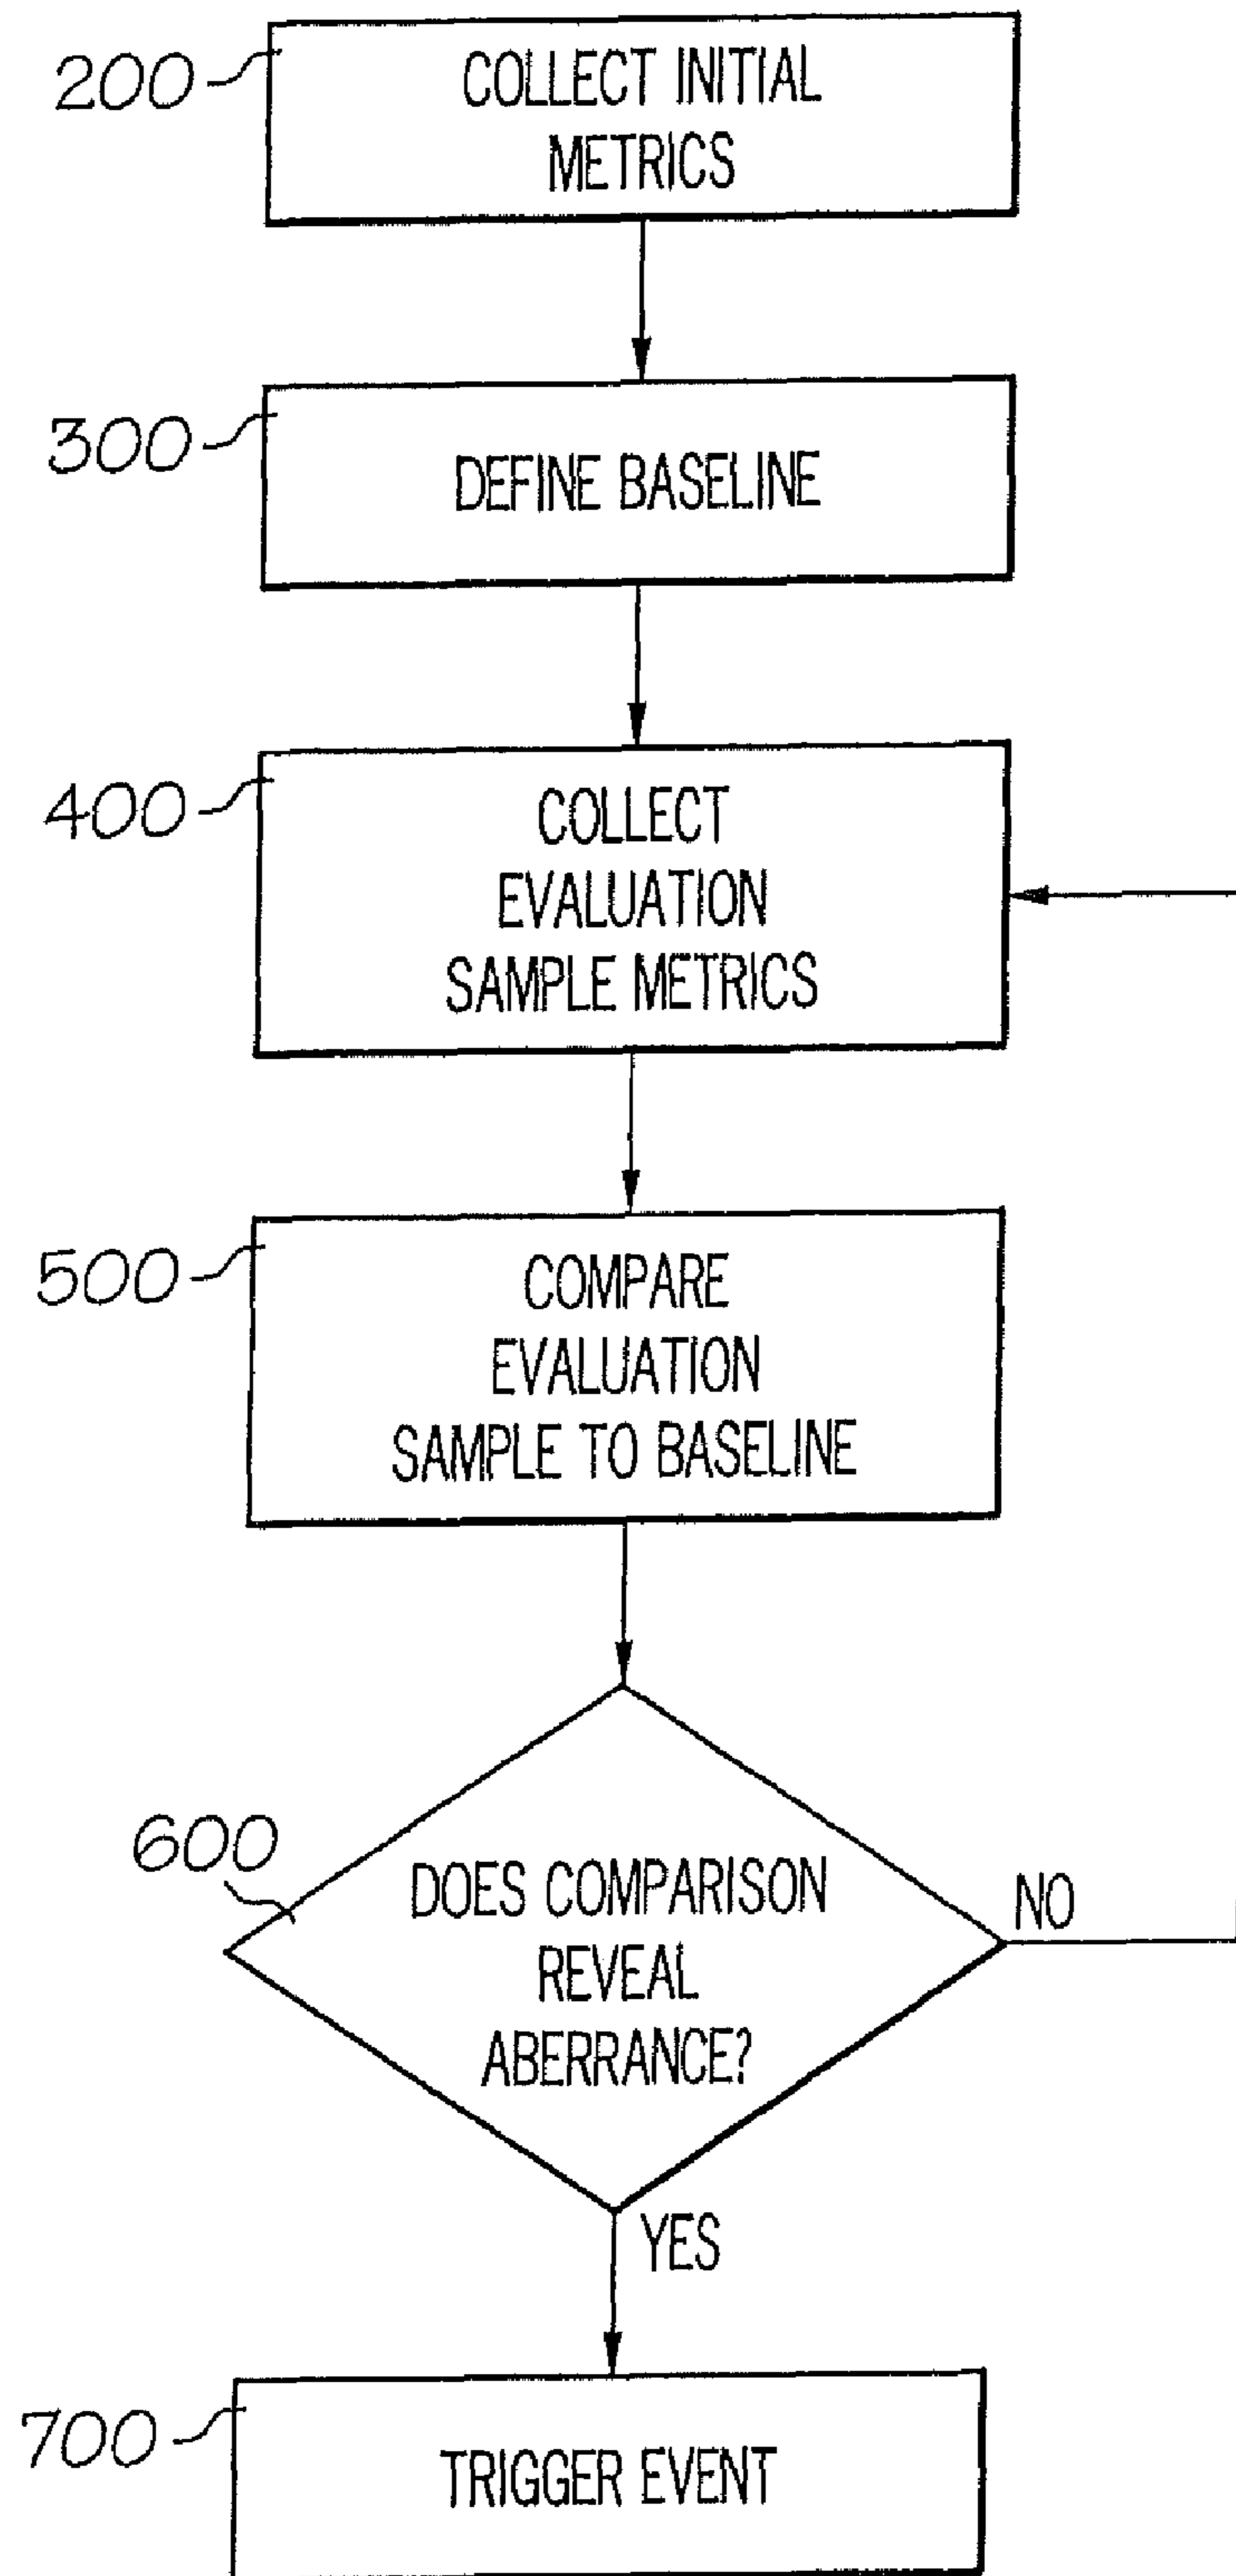 200
COLLECT INITIAL
METRICS
300
DEFINE BASELINE
400
COLLECT
EVALUATION
SAMPLE METRICS
500
COMPARE
EVALUATION
SAMPLE TO BASELINE
600
DOES COMPARISON
REVEAL
ABERRANCE?
NO
YES
700
TRIGGER EVENT